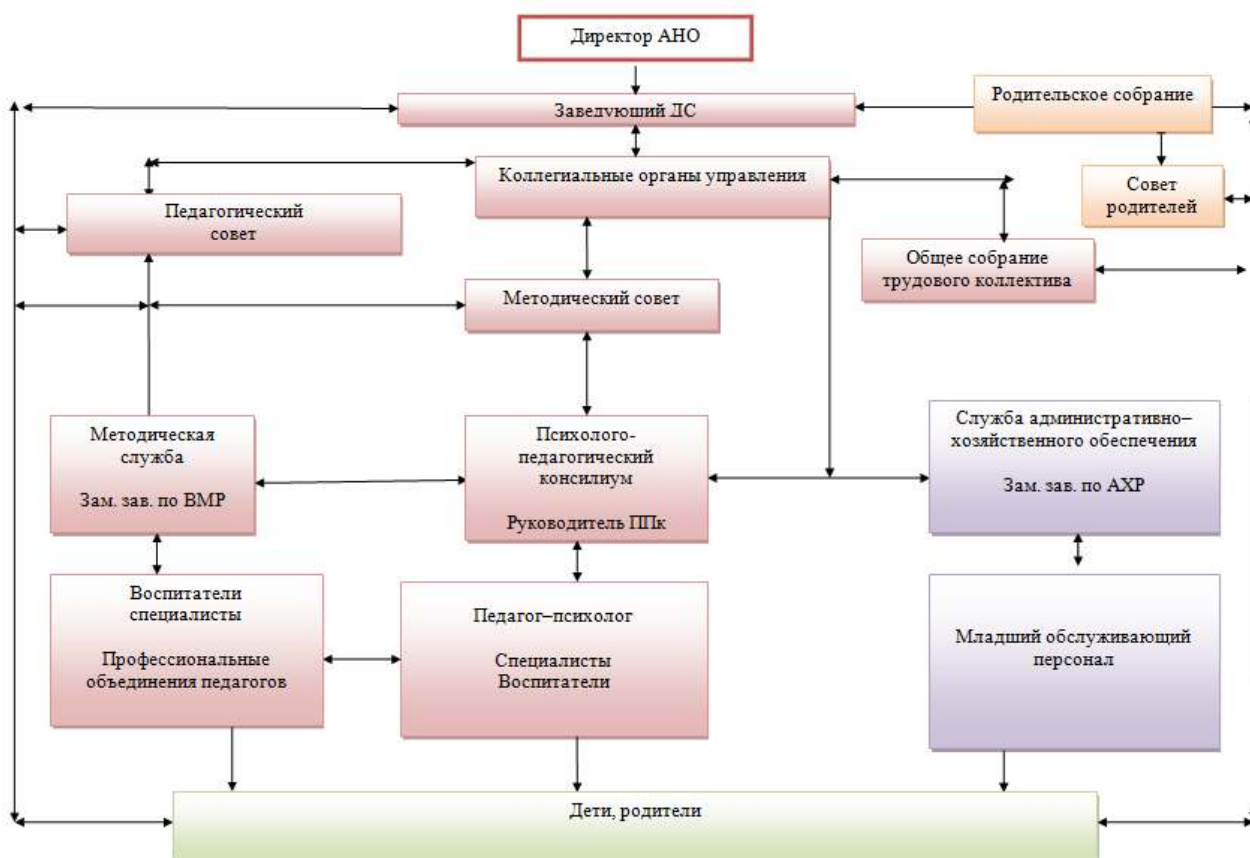 Директор АНО
Заведующий ДС
Родительское собрание
Коллегиальные органы управления
Совет
родителей
Педагогический
совет
Общее собрание
трудового коллектива
Методический совет
Методическая
служба
Зам. зав. по ВМР
Психолого-
педагогический
консилиум
Руководитель ППк
Служба административно–
хозяйственного обеспечения
Зам. зав. по АХР
Воспитатели
специалисты
Профессиональные
объединения педагогов
Педагог–психолог
Специалисты
Воспитатели
Младший обслуживающий
персонал
Дети, родители